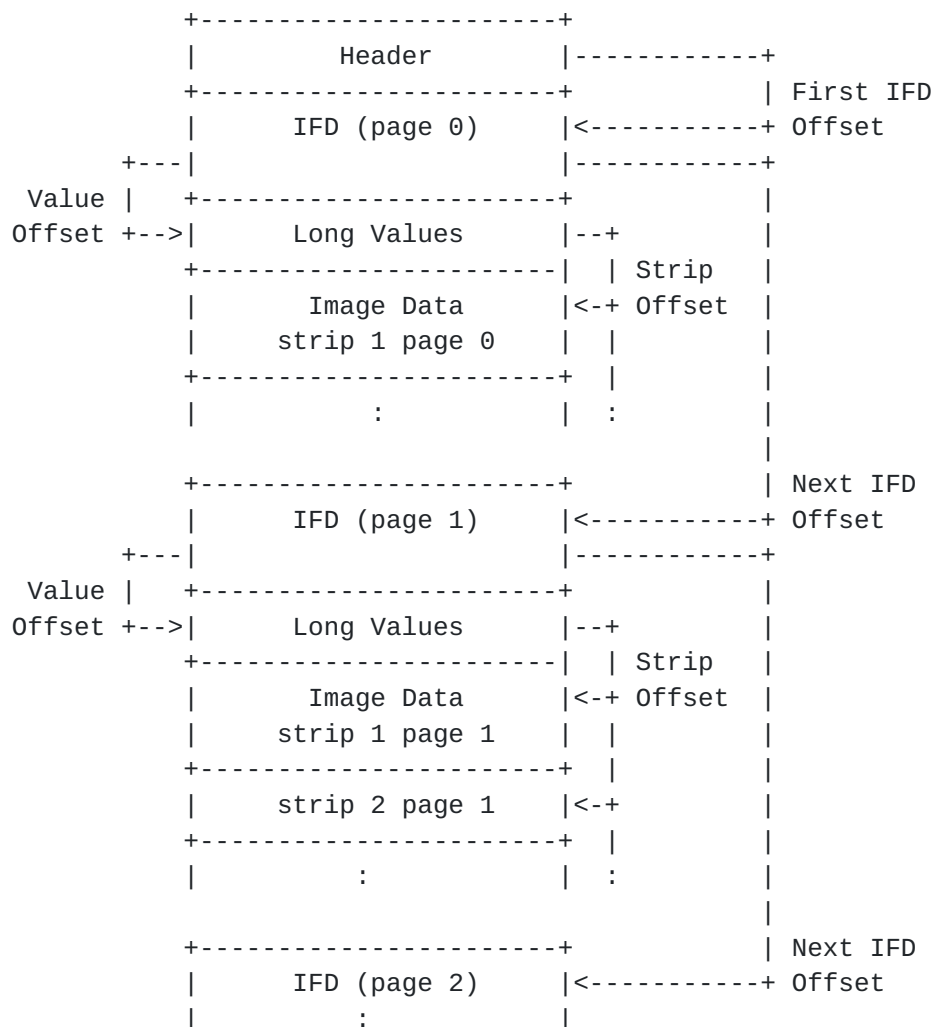 +-----------------------+
           |         Header        |------------+
           +-----------------------+            | First IFD
           |      IFD (page 0)     |<-----------+ Offset
       +---|                       |------------+
 Value |   +-----------------------+            |
Offset +-->|      Long Values      |--+         |
           +-----------------------|  | Strip   |
           |       Image Data      |<-+ Offset  |
           |     strip 1 page 0    |  |         |
           +-----------------------+  |         |
           |           :           |  :         |
                                                |
           +-----------------------+            | Next IFD
           |      IFD (page 1)     |<-----------+ Offset
       +---|                       |------------+
 Value |   +-----------------------+            |
Offset +-->|      Long Values      |--+         |
           +-----------------------|  | Strip   |
           |       Image Data      |<-+ Offset  |
           |     strip 1 page 1    |  |         |
           +-----------------------+  |         |
           |     strip 2 page 1    |<-+         |
           +-----------------------+  |         |
           |          :            |  :         |
                                                |
           +-----------------------+            | Next IFD
           |      IFD (page 2)     |<-----------+ Offset
           |          :            |